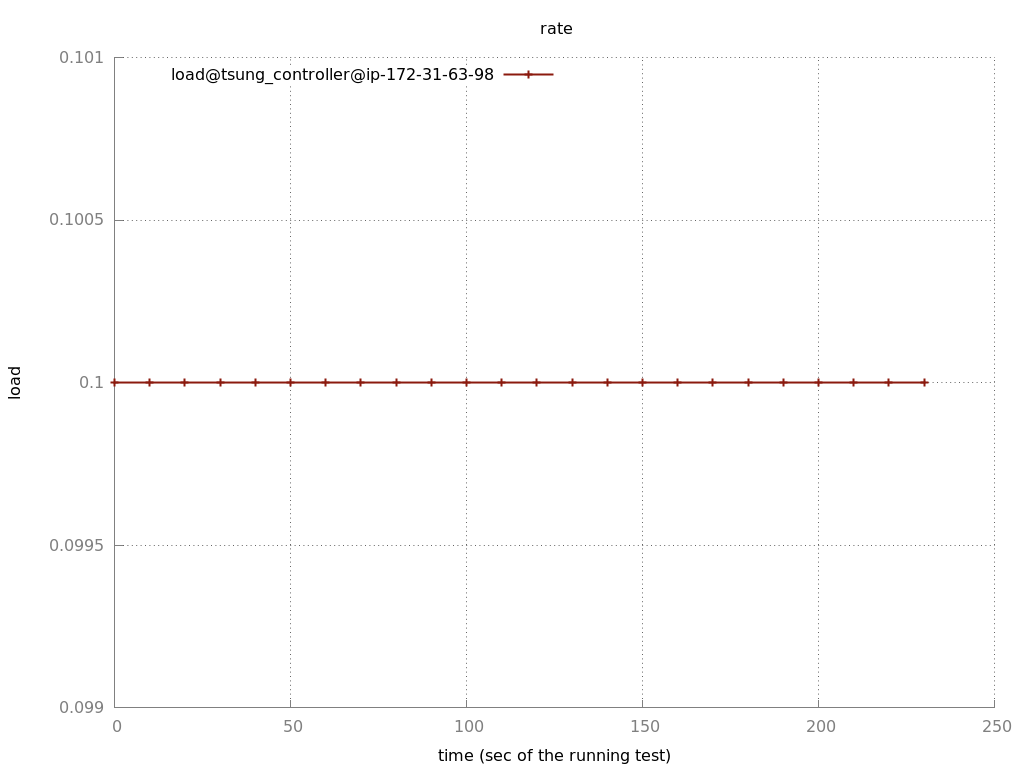 rate
0.101
load@tsung_controller@ip-172-31-63-98
0.1005
load
0.1
0.0995
0.099
0 50 100 150 200 250
time (sec of the running test)